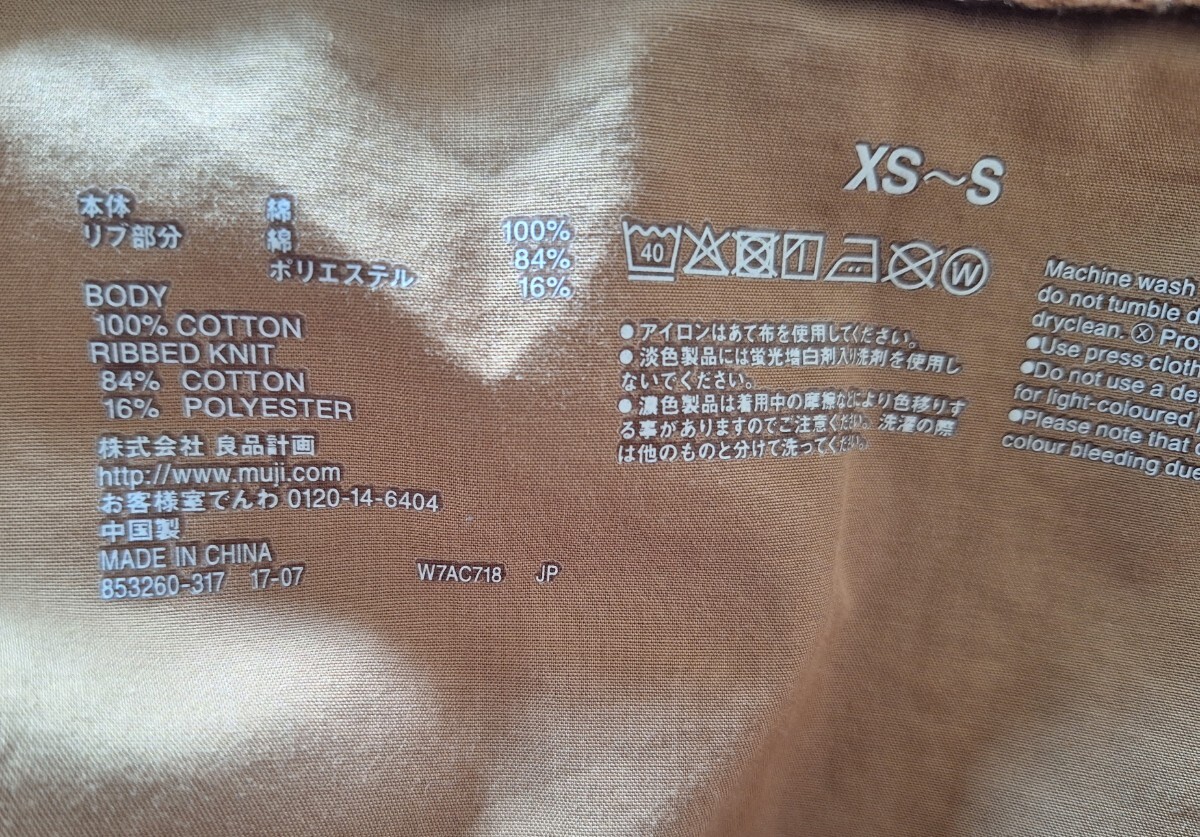 本体 綿 100%
リブ部分 綿 84%
ポリエステル 16%
BODY
100% COTTON
RIBBED KNIT
84% COTTON
16% POLYESTER
株式会社 良品計画
http://www.muji.com
お客様室でんわ 0120-14-6404
中国製
MADE IN CHINA
853260-317 17-07
W7AC718 JP
XS~S
40
W
●アイロンはあて布を使用してください。
●淡色製品には蛍光増白剤入り洗剤を使用し
ないでください。
●濃色製品は着用中の摩擦などにより色移りす
る事がありますのでご注意ください。洗濯の際
は他のものと分けて洗ってください。
Machine wash
do not tumble d
dryclean. Ⓧ Pro
●Use press cloth
●Do not use a de
for light-coloured
●Please note that
colour bleeding due